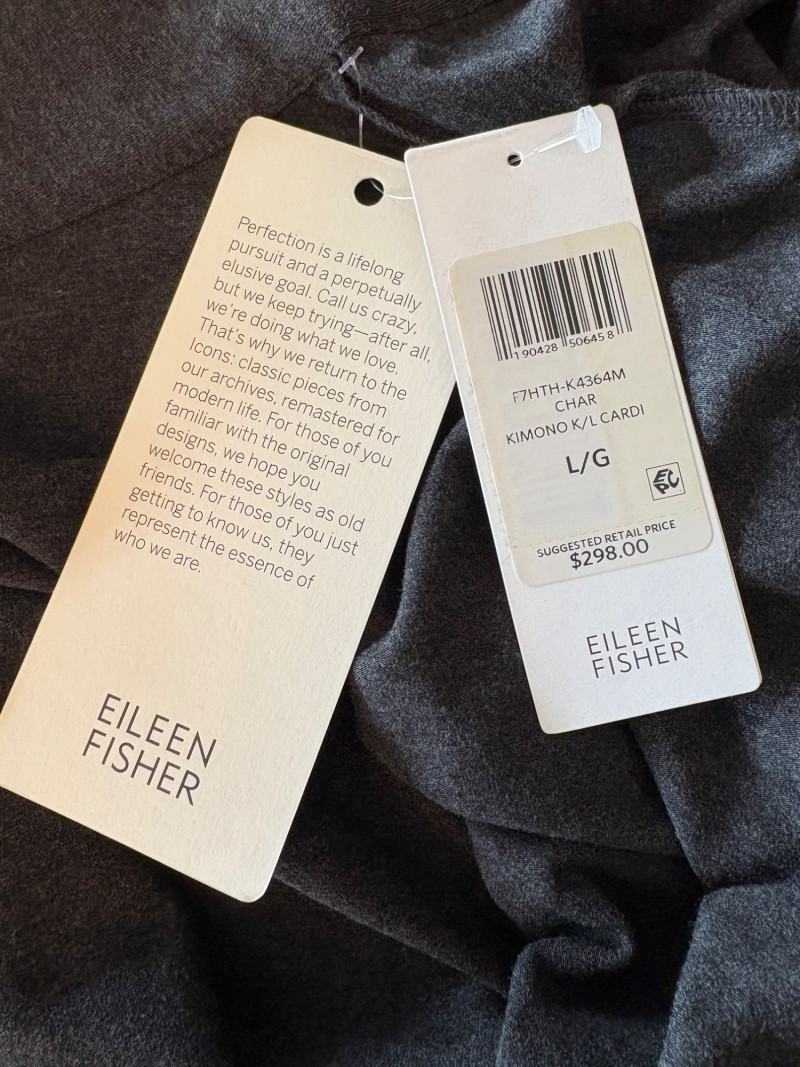 Perfection is a lifelong
pursuit and a perpetually
elusive goal. Call us crazy.
but we keep trying—after all,
we're doing what we love.
That's why we return to the
Icons: classic pieces from
our archives, remastered for
modern life. For those of you
familiar with the original
designs, we hope you
welcome these styles as old
friends. For those of you just
getting to know us, they
represent the essence of
who we are.
EILEEN
FISHER
1 90428 50645 8
F7HTH-K4364M
CHAR
KIMONO K/L CARDI
L/G
EPC
SUGGESTED RETAIL PRICE
$298.00
EILEEN
FISHER